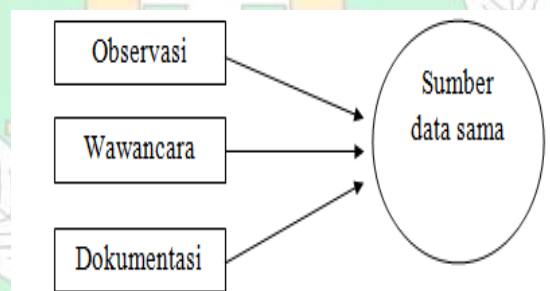 Observasi
Wawancara
Dokumentasi
Sumber
data sama